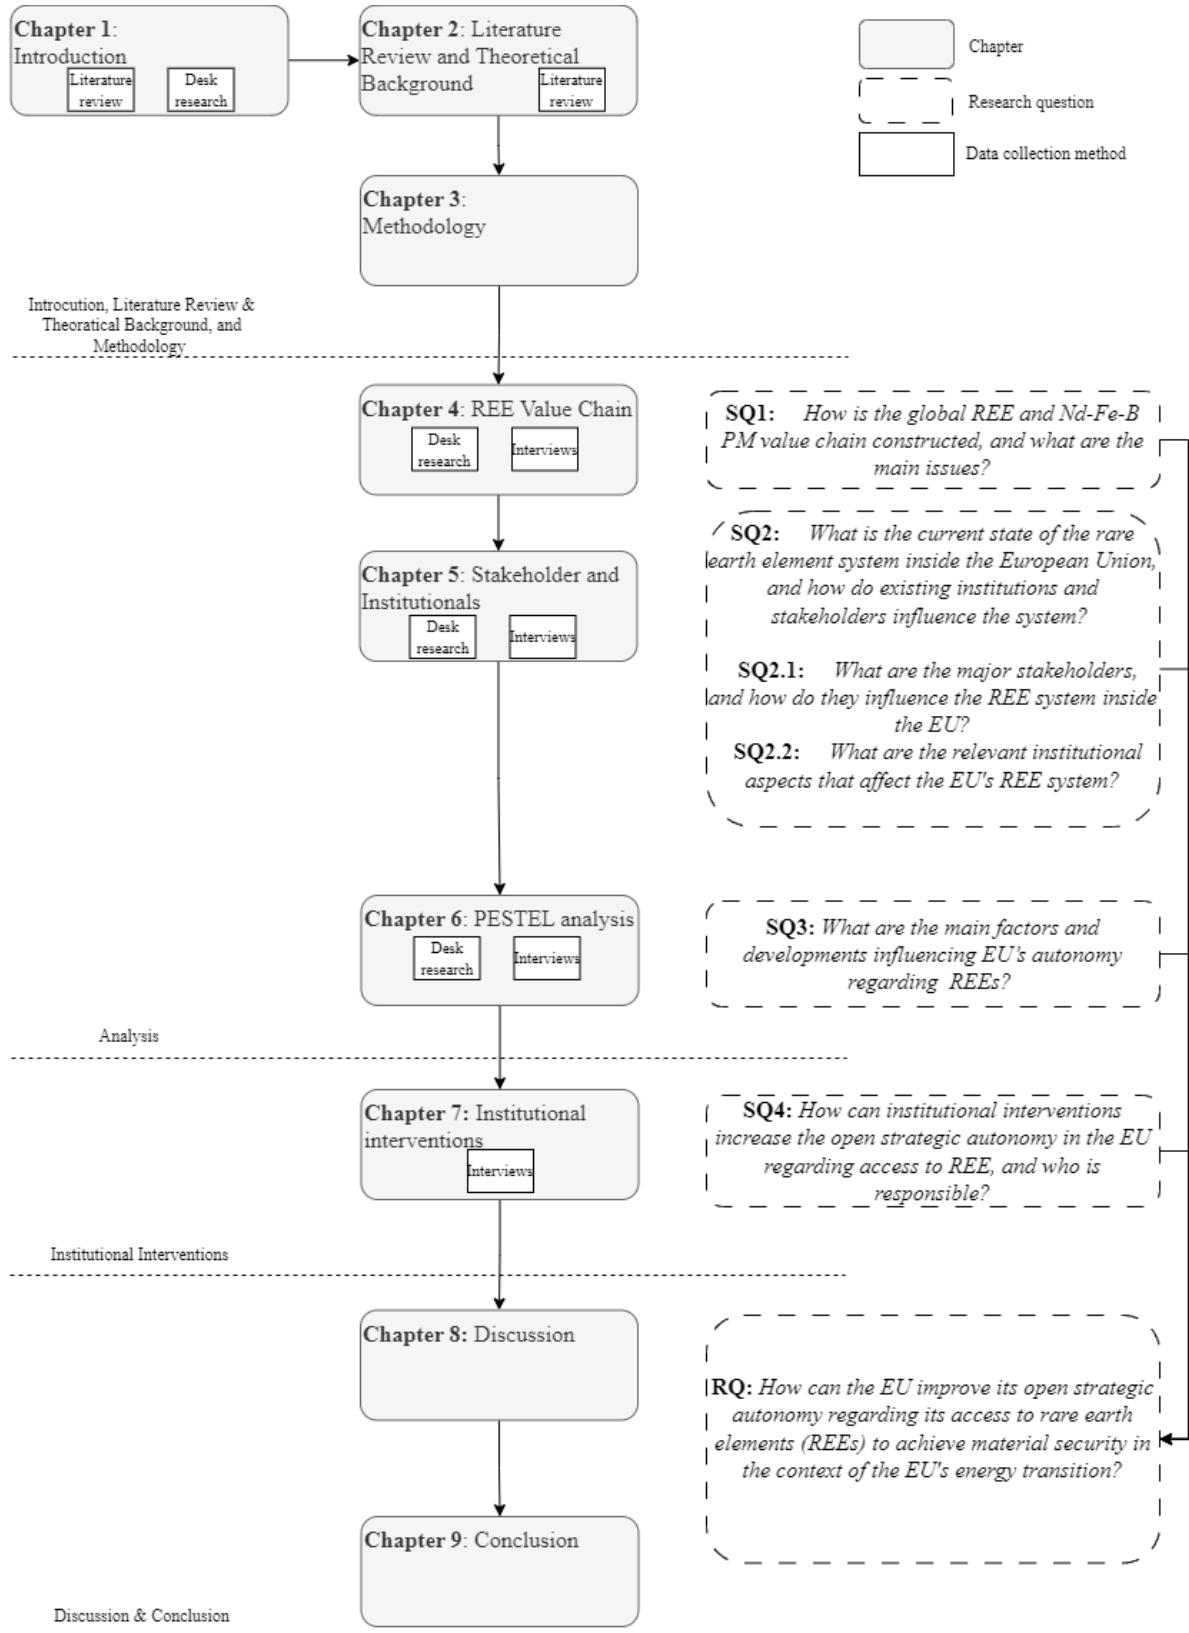 Chapter 1:
Introduction
Literature
review
Desk
research
Chapter 2: Literature
Review and Theoretical
Background
Literature
review
Chapter
Research question
Data collection method
Chapter 3:
Methodology
Introcution, Literature Review &
Theoratical Background, and
Methodology
Chapter 4: REE Value Chain
Desk
research
Interviews
SQ1: How is the global REE and Nd-Fe-B
PM value chain constructed, and what are the
main issues?
Chapter 5: Stakeholder and
Institutionals
Desk
research
Interviews
SQ2: What is the current state of the rare
earth element system inside the European Union,
and how do existing institutions and
stakeholders influence the system?
SQ2.1: What are the major stakeholders,
and how do they influence the REE system inside
the EU?
SQ2.2: What are the relevant institutional
aspects that affect the EU's REE system?
Chapter 6: PESTEL analysis
Desk
research
Interviews
SQ3: What are the main factors and
developments influencing EU's autonomy
regarding REEs?
Analysis
Chapter 7: Institutional
interventions
Interviews
SQ4: How can institutional interventions
increase the open strategic autonomy in the EU
regarding access to REE, and who is
responsible?
Institutional Interventions
Chapter 8: Discussion
RQ: How can the EU improve its open strategic
autonomy regarding its access to rare earth
elements (REEs) to achieve material security in
the context of the EU's energy transition?
Chapter 9: Conclusion
Discussion & Conclusion